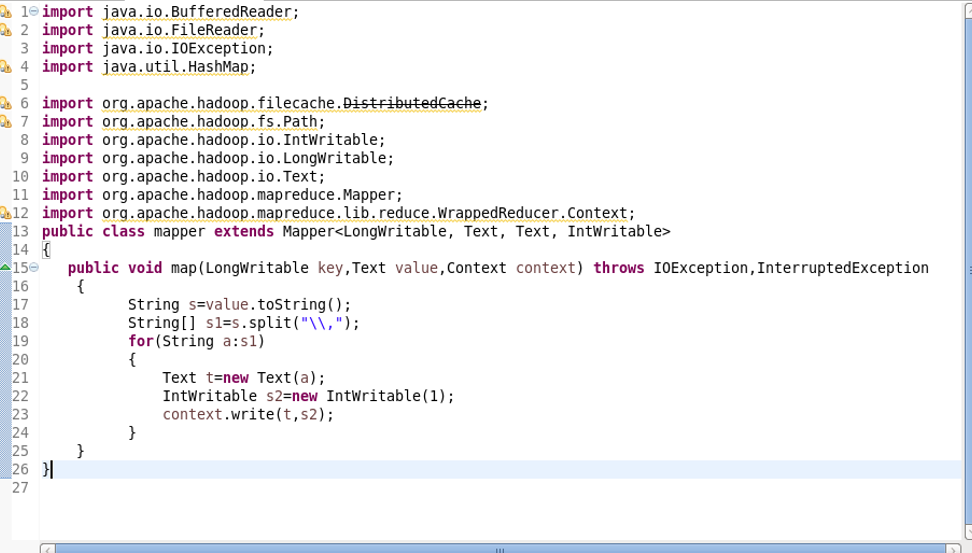 1 import java.io.BufferedReader;
2 import java.io.FileReader;
3 import java.io.IOException;
4 import java.util.HashMap;
5
6 import org.apache.hadoop.filecache.DistributedCache;
7 import org.apache.hadoop.fs.Path;
8 import org.apache.hadoop.io.IntWritable;
9 import org.apache.hadoop.io.LongWritable;
10 import org.apache.hadoop.io.Text;
11 import org.apache.hadoop.mapreduce.Mapper;
12 import org.apache.hadoop.mapreduce.lib.reduce.WrappedReducer.Context;
13 public class mapper extends Mapper<LongWritable, Text, Text, IntWritable>
14 {
15    public void map(LongWritable key,Text value,Context context) throws IOException,InterruptedException
16     {
17          String s=value.toString();
18          String[] s1=s.split("\\,");
19          for(String a:s1)
20          {
21              Text t=new Text(a);
22              IntWritable s2=new IntWritable(1);
23              context.write(t,s2);
24          }
25     }
26 }
27